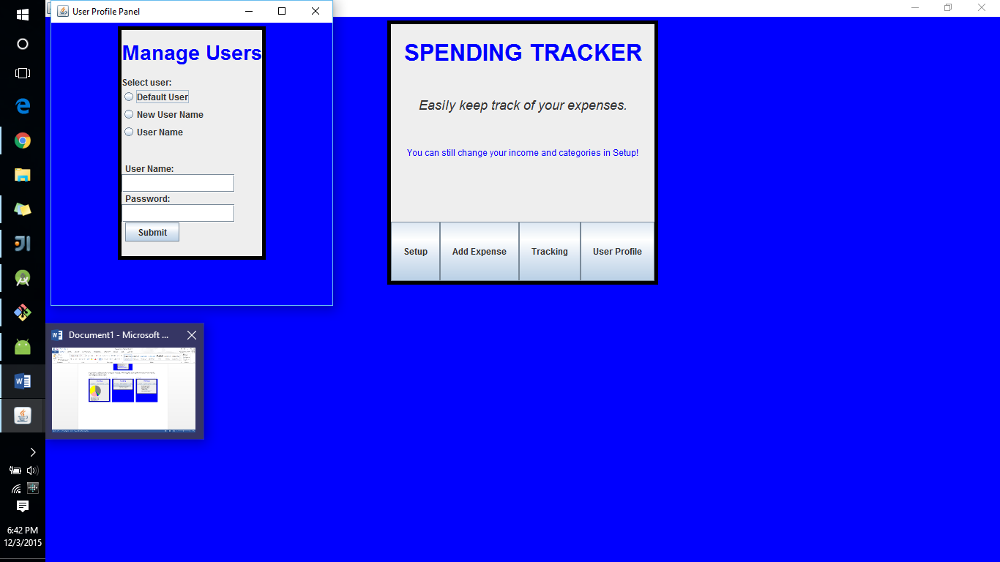 User Profile Panel
Manage Users
Select user:
Default User
New User Name
User Name
User Name:
Password:
Submit
SPENDING TRACKER
Easily keep track of your expenses.
You can still change your income and categories in Setup!
Setup
Add Expense
Tracking
User Profile
Document1 - Microsoft ...
6:42 PM
12/3/2015